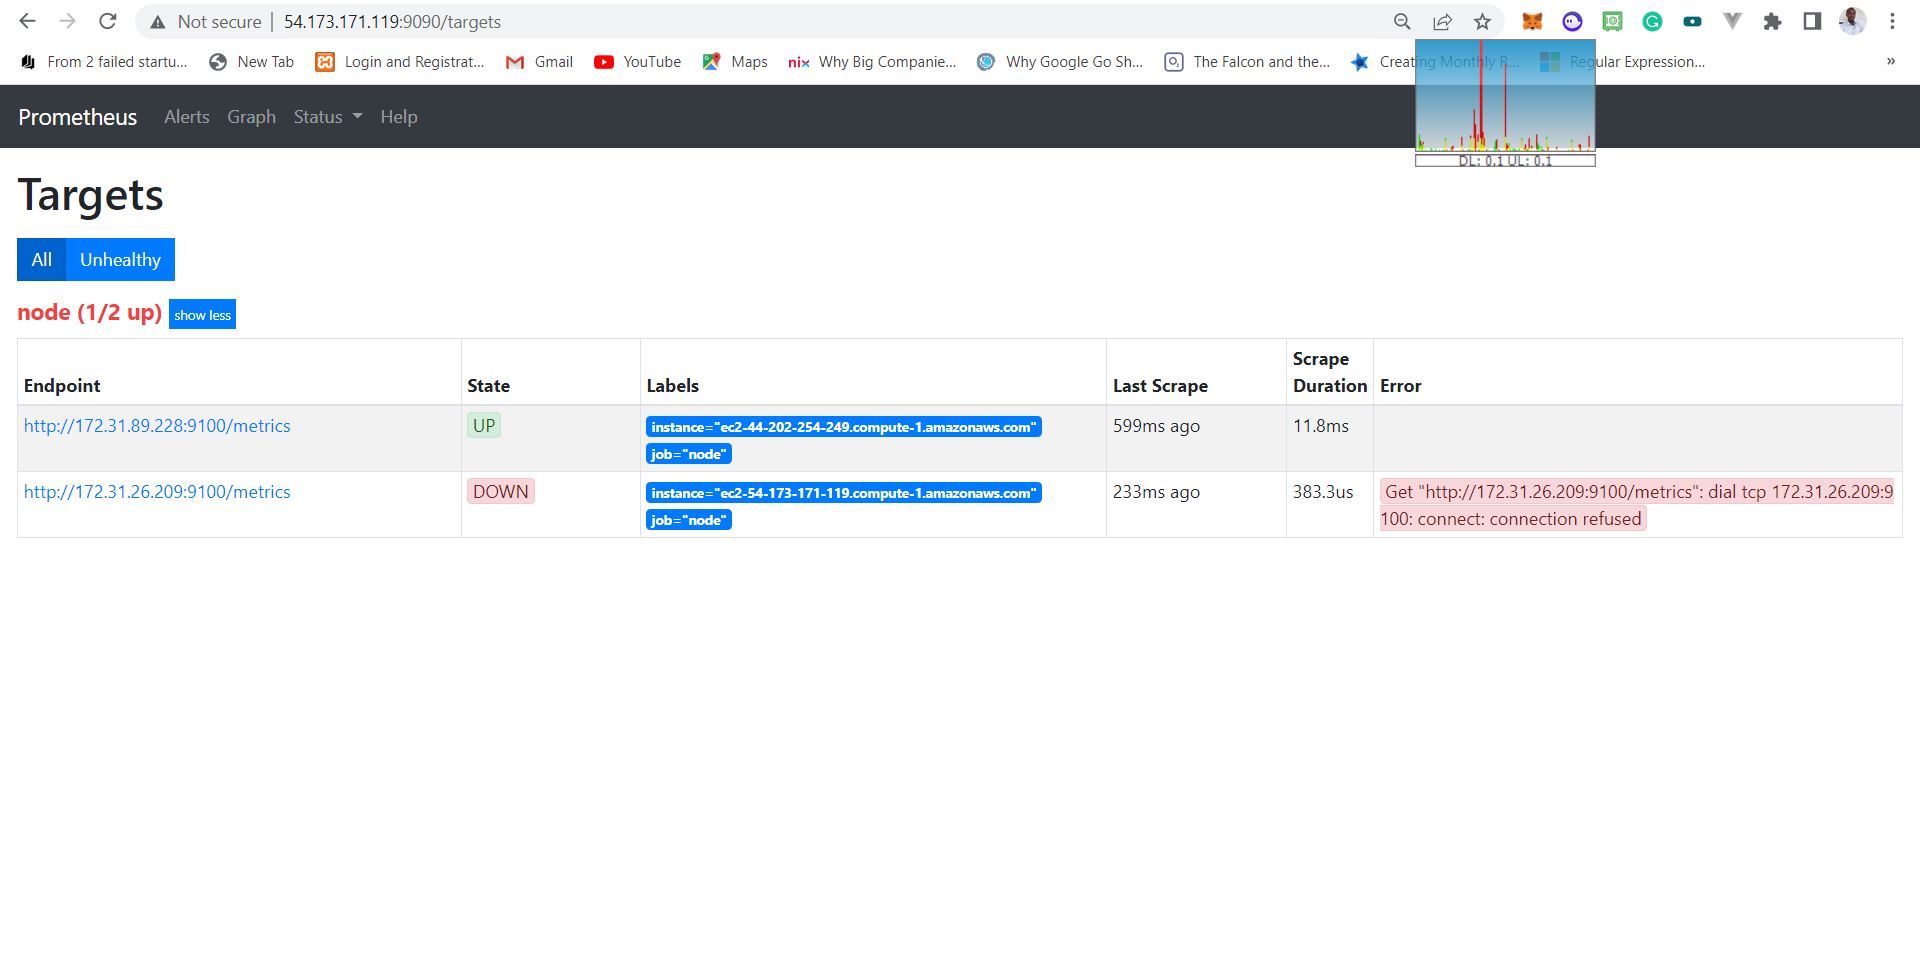 Not secure | 54.173.171.119:9090/targets
From 2 failed startu... New Tab Login and Registrat... Gmail YouTube Maps nix Why Big Companie... Why Google Go Sh... The Falcon and the... Creating Monthly R... Regular Expression... »
Prometheus Alerts Graph Status Help
DL: 0.1 UL: 0.1
Targets
All Unhealthy
node (1/2 up) show less
Endpoint State Labels Last Scrape Scrape Duration Error
http://172.31.89.228:9100/metrics UP instance="ec2-44-202-254-249.compute-1.amazonaws.com" 599ms ago 11.8ms
job="node"
http://172.31.26.209:9100/metrics DOWN instance="ec2-54-173-171-119.compute-1.amazonaws.com" 233ms ago 383.3us Get "http://172.31.26.209:9100/metrics": dial tcp 172.31.26.209:9
job="node" 100: connect: connection refused